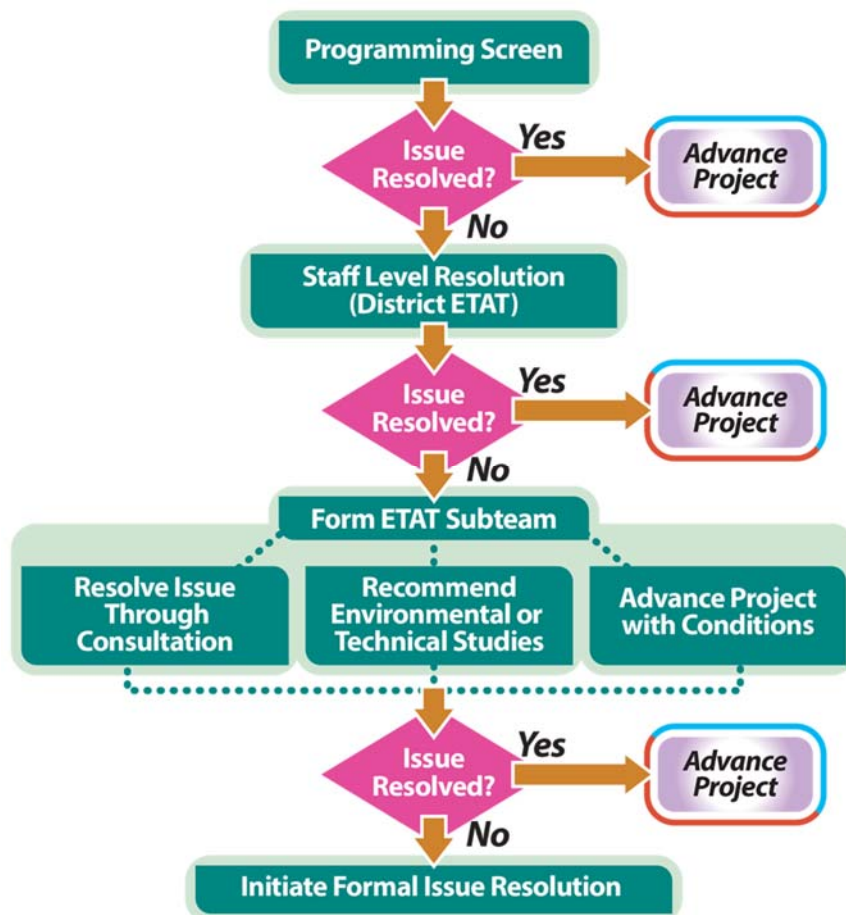 Programming Screen
Issue
Resolved?
Yes
Advance
Project
No
Staff Level Resolution
(District ETAT)
Issue
Resolved?
Yes
Advance
Project
No
Form ETAT Subteam
Resolve Issue
Through
Consultation
Recommend
Environmental or
Technical Studies
Advance Project
with Conditions
Issue
Resolved?
Yes
Advance
Project
No
Initiate Formal Issue Resolution